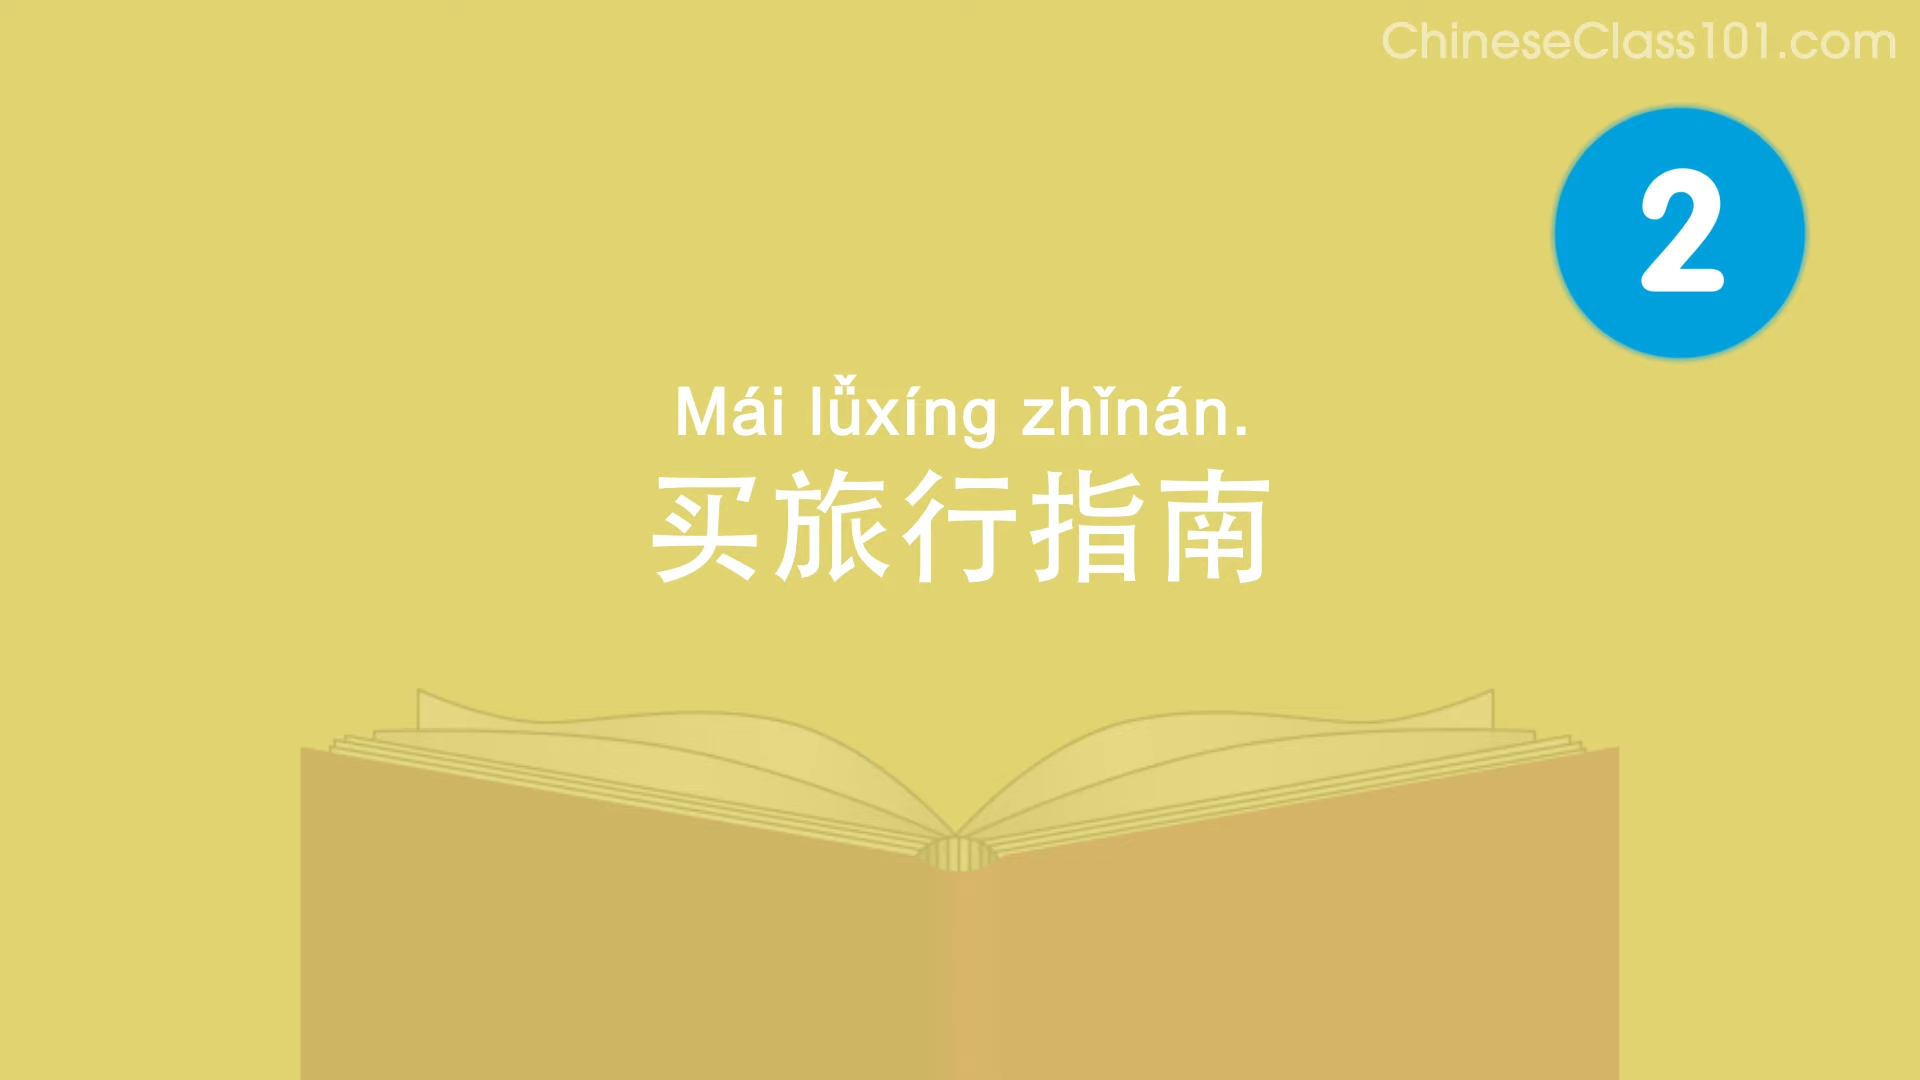 ChineseClass101.com
2
Mái lǚxíng zhǐnán.
买旅行指南